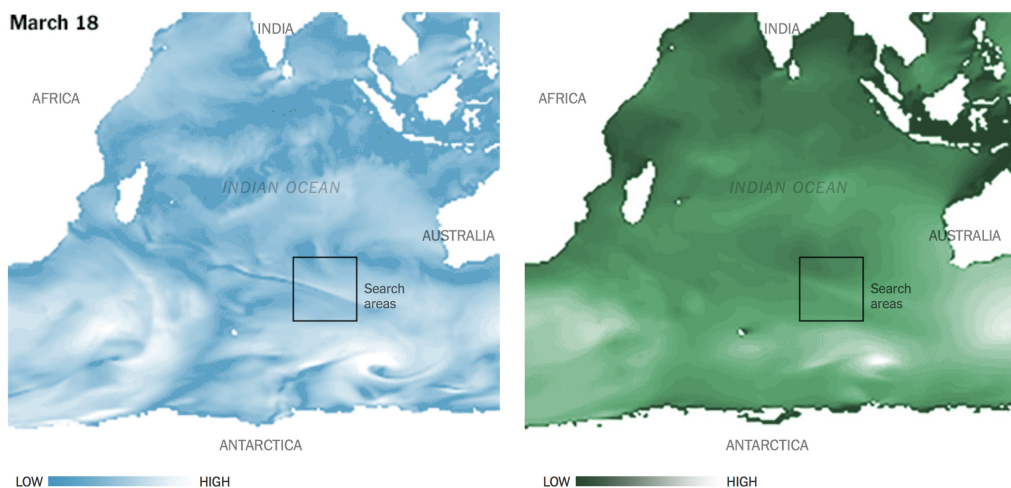 March 18
INDIA
AFRICA
INDIAN OCEAN
AUSTRALIA
Search
areas
ANTARCTICA
LOW HIGH
INDIA
AFRICA
INDIAN OCEAN
AUSTRALIA
Search
areas
ANTARCTICA
LOW HIGH